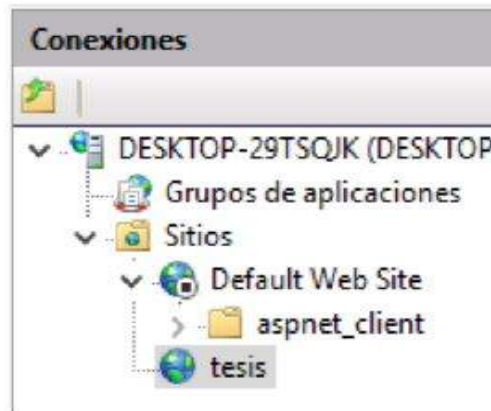 Conexiones
DESKTOP-29TSQJK (DESKTOP
Grupos de aplicaciones
Sitios
Default Web Site
aspnet_client
tesis